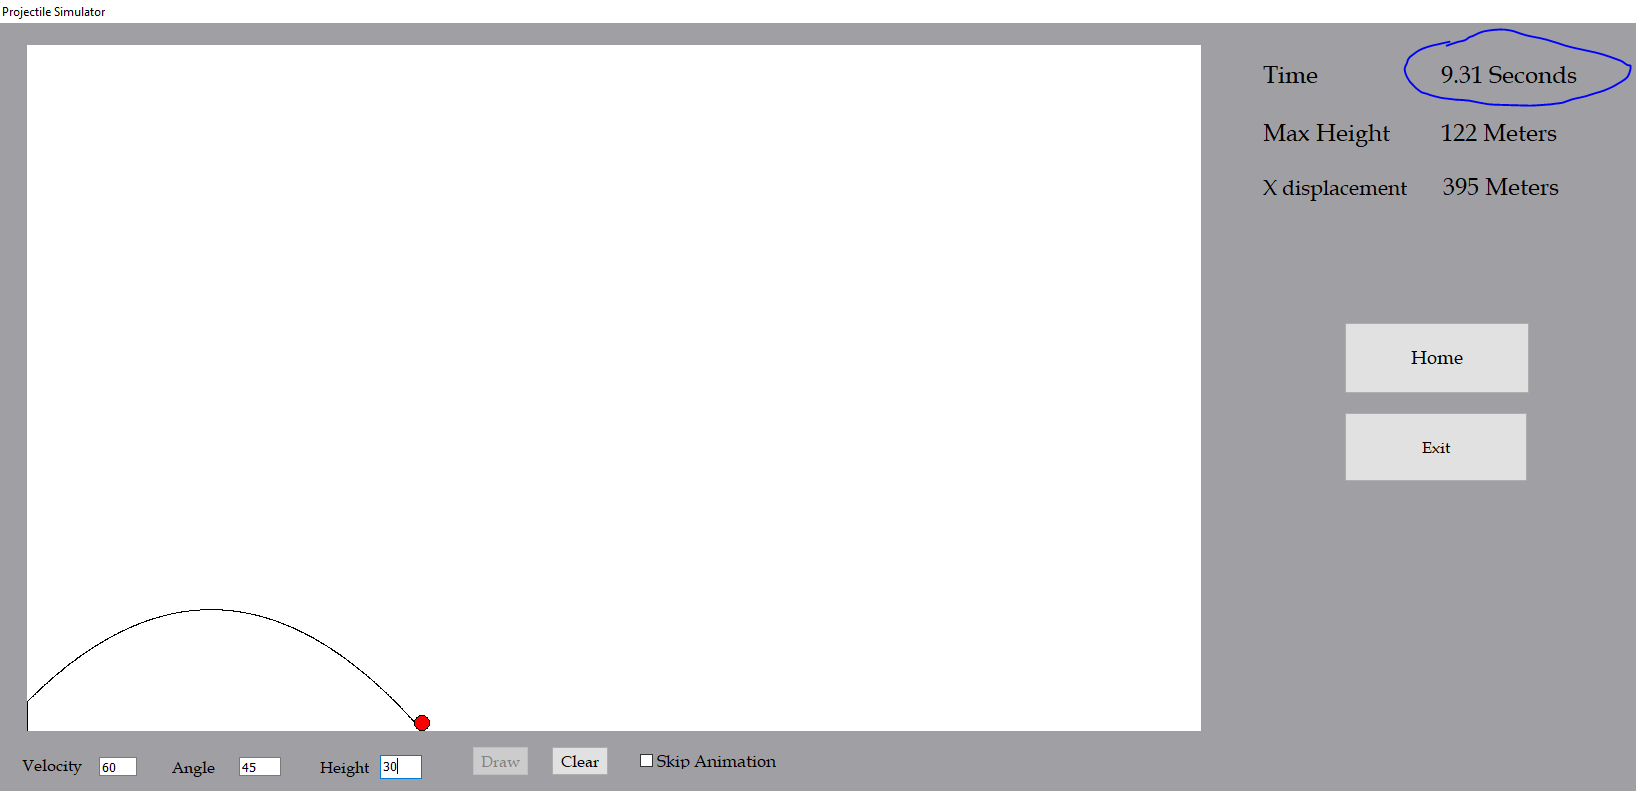 Projectile Simulator
Time 9.31 Seconds
Max Height 122 Meters
X displacement 395 Meters
Home
Exit
Velocity 60 Angle 45 Height 30 Draw Clear Skip Animation